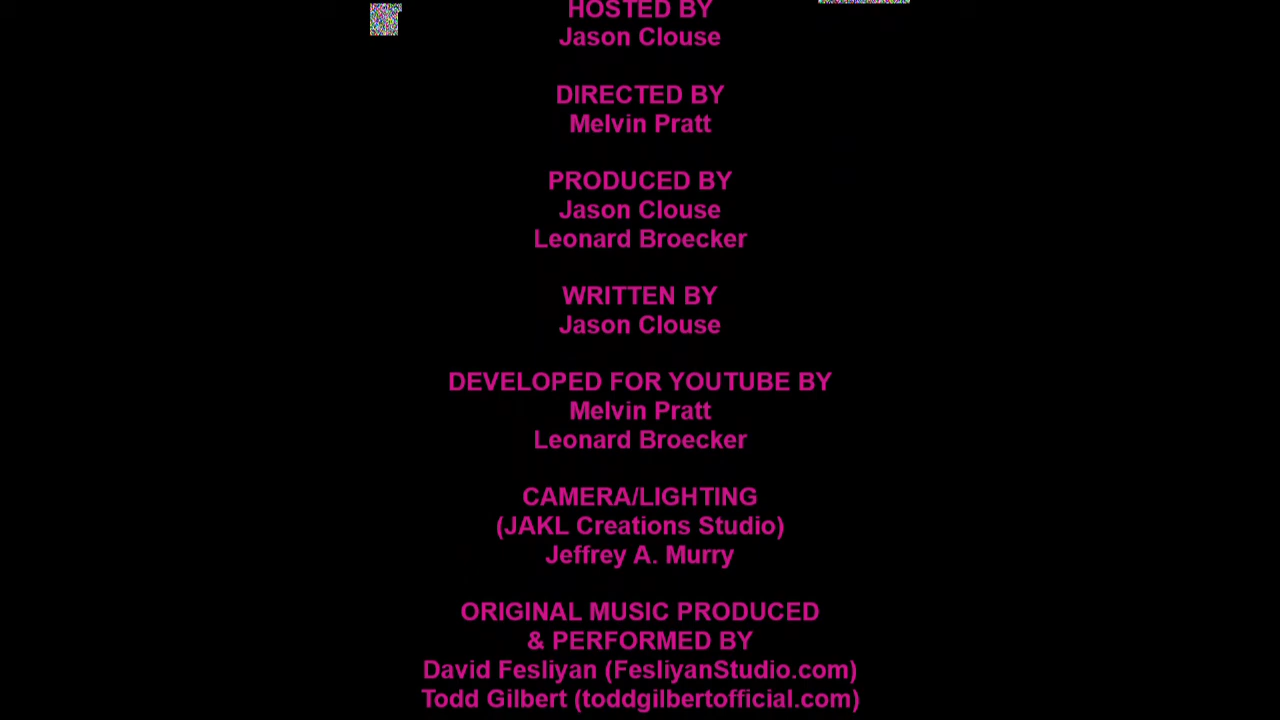 HOSTED BY
Jason Clouse
DIRECTED BY
Melvin Pratt
PRODUCED BY
Jason Clouse
Leonard Broecker
WRITTEN BY
Jason Clouse
DEVELOPED FOR YOUTUBE BY
Melvin Pratt
Leonard Broecker
CAMERA/LIGHTING
(JAKL Creations Studio)
Jeffrey A. Murry
ORIGINAL MUSIC PRODUCED
& PERFORMED BY
David Fesliyan (FesliyanStudio.com)
Todd Gilbert (toddgilbertofficial.com)